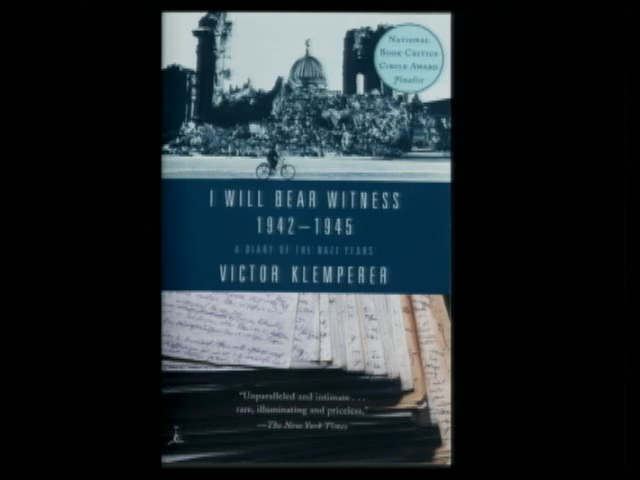 NATIONAL
BOOK CRITICS
CIRCLE AWARD
Finalist
I WILL BEAR WITNESS
1942–1945
A DIARY OF THE NAZI YEARS
VICTOR KLEMPERER
"Unparalleled and intimate . . .
rare, illuminating and priceless."
—The New York Times